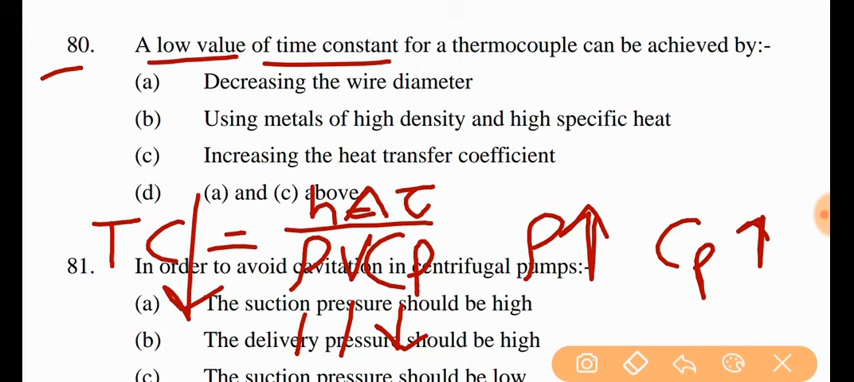 80. A low value of time constant for a thermocouple can be achieved by:-
(a) Decreasing the wire diameter
(b) Using metals of high density and high specific heat
(c) Increasing the heat transfer coefficient
(d) (a) and (c) above
TC↓ = hAτ / ρVCp ρ↑ Cp↑
81. In order to avoid cavitation in centrifugal pumps:-
(a) The suction pressure should be high
(b) The delivery pressure should be high
(c) The suction pressure should be low